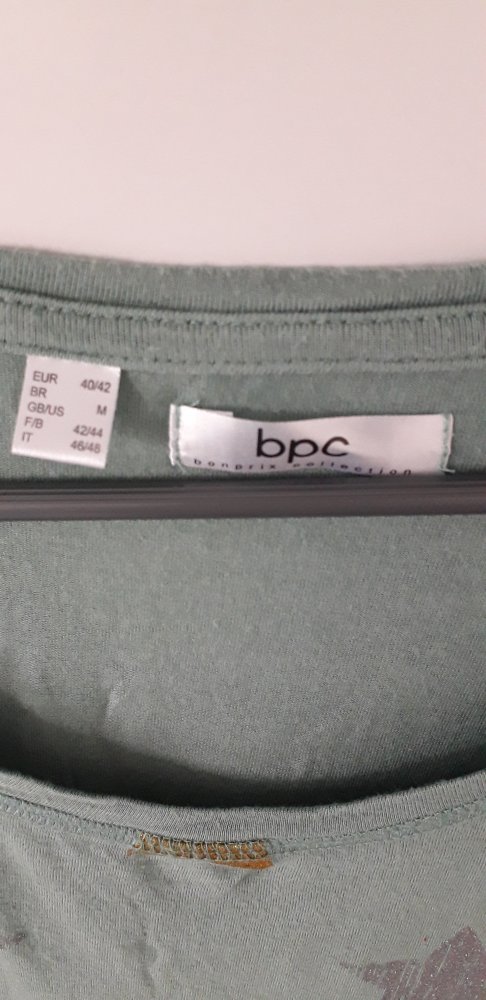 EUR 40/42
BR
GB/US M
F/B 42/44
IT 46/48
bpc
bonprix collection